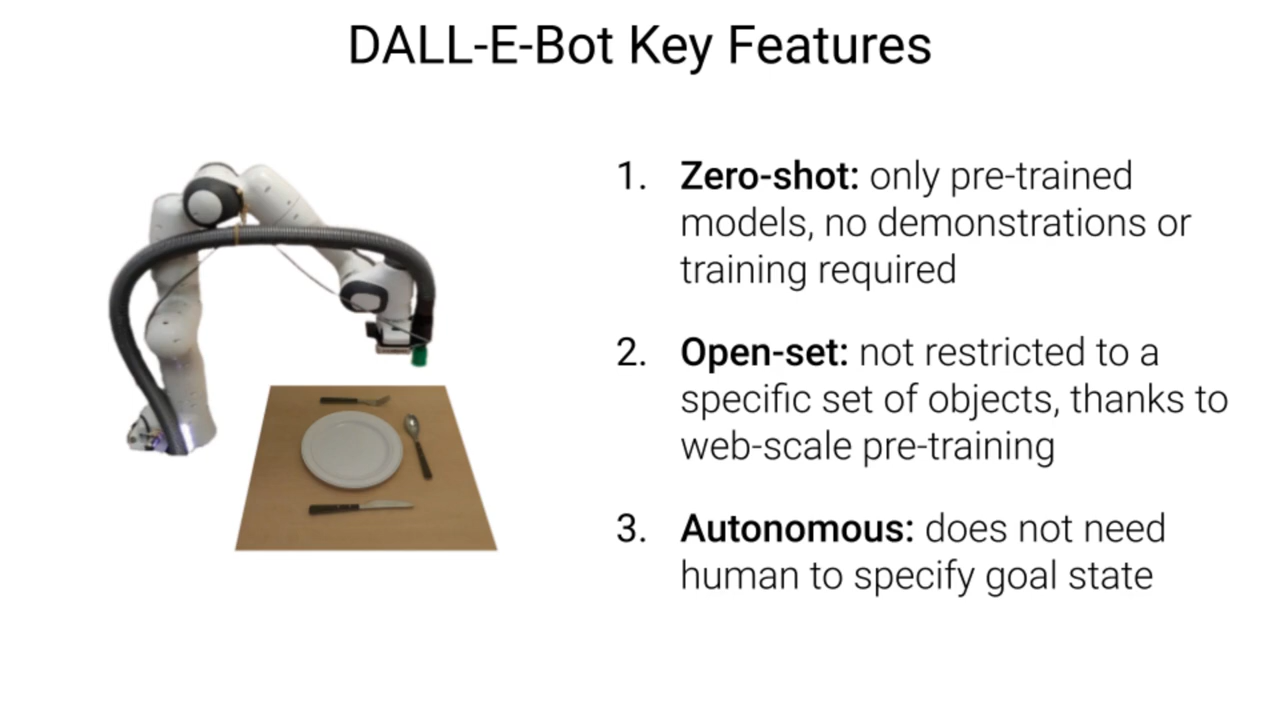 DALL-E-Bot Key Features
1. Zero-shot: only pre-trained
models, no demonstrations or
training required
2. Open-set: not restricted to a
specific set of objects, thanks to
web-scale pre-training
3. Autonomous: does not need
human to specify goal state